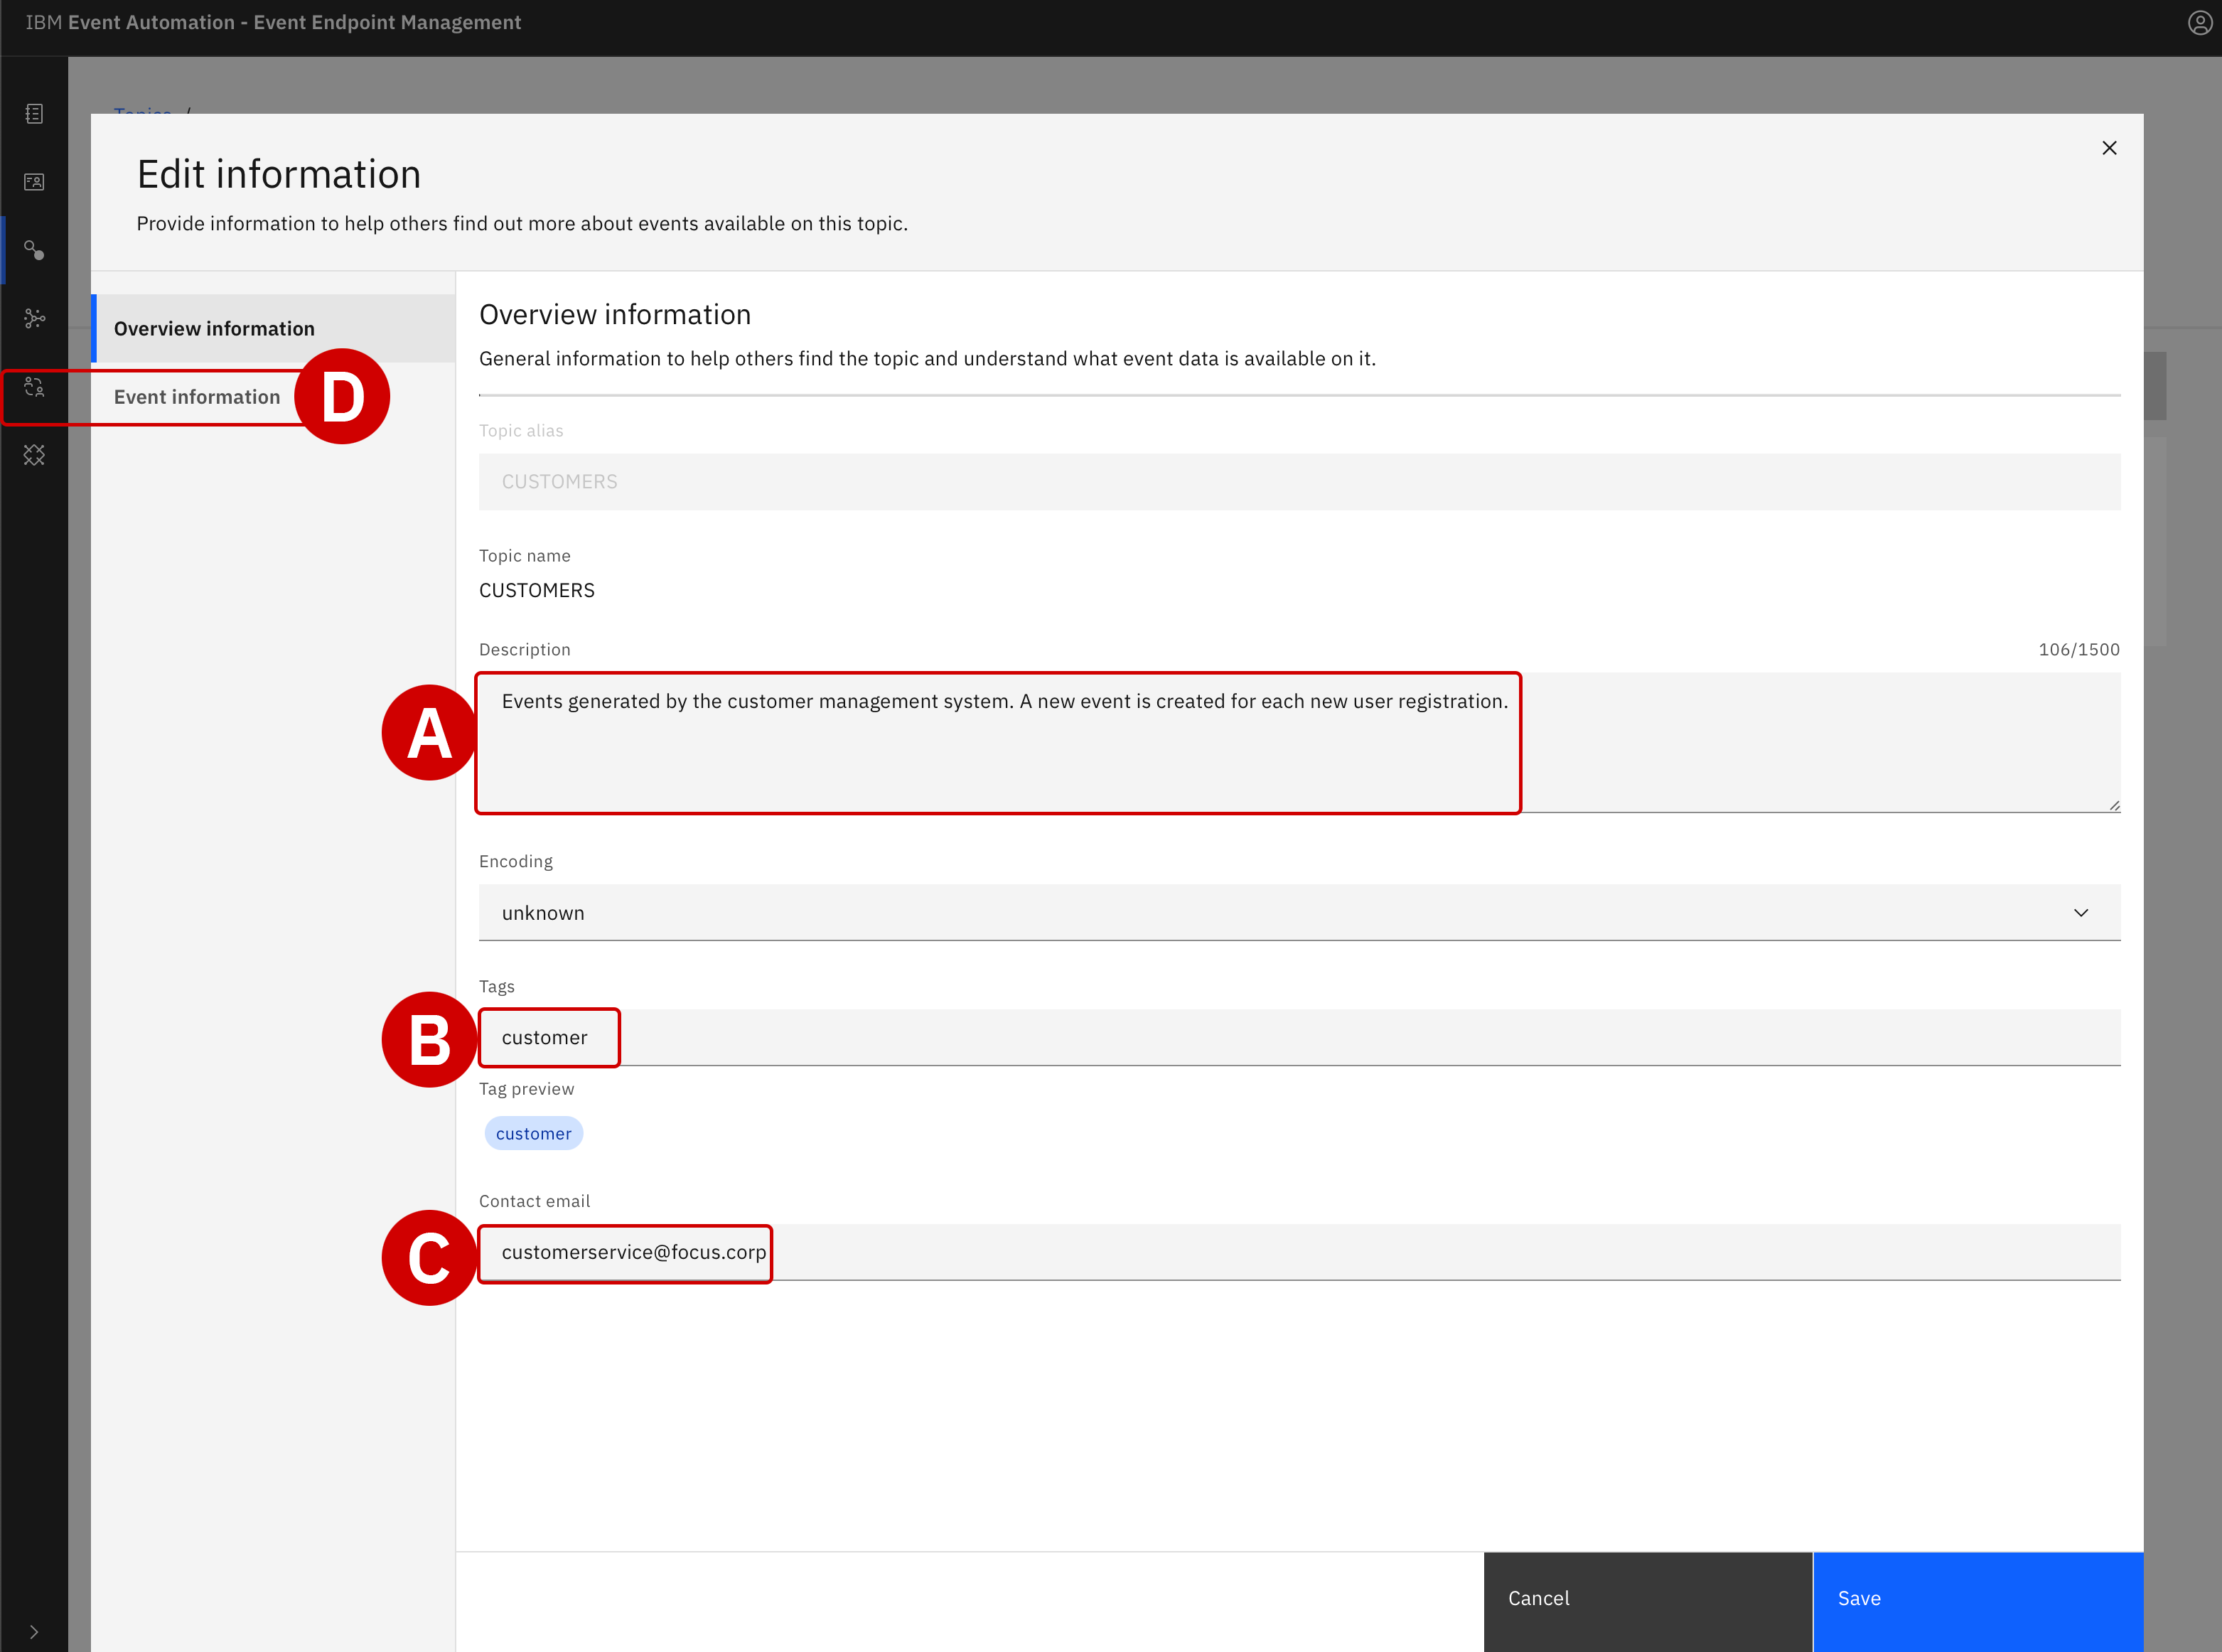 IBM Event Automation - Event Endpoint Management
Topics /
Edit information
Provide information to help others find out more about events available on this topic.
Overview information
Event information
D
Overview information
General information to help others find the topic and understand what event data is available on it.
Topic alias
CUSTOMERS
Topic name
CUSTOMERS
Description
106/1500
A
Events generated by the customer management system. A new event is created for each new user registration.
Encoding
unknown
Tags
B
customer
Tag preview
customer
Contact email
C
customerservice@focus.corp
Cancel
Save